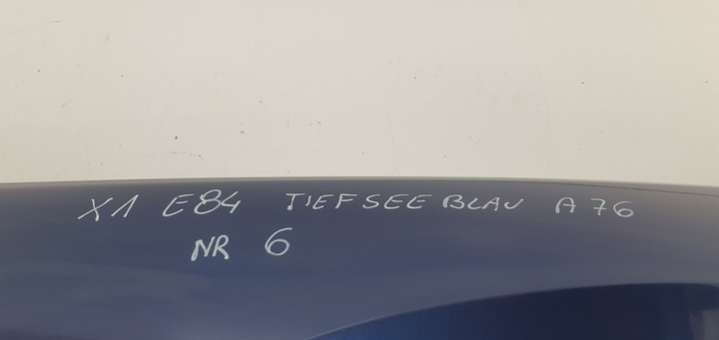 X1 E84 TIEFSEEBLAU A76
NR 6